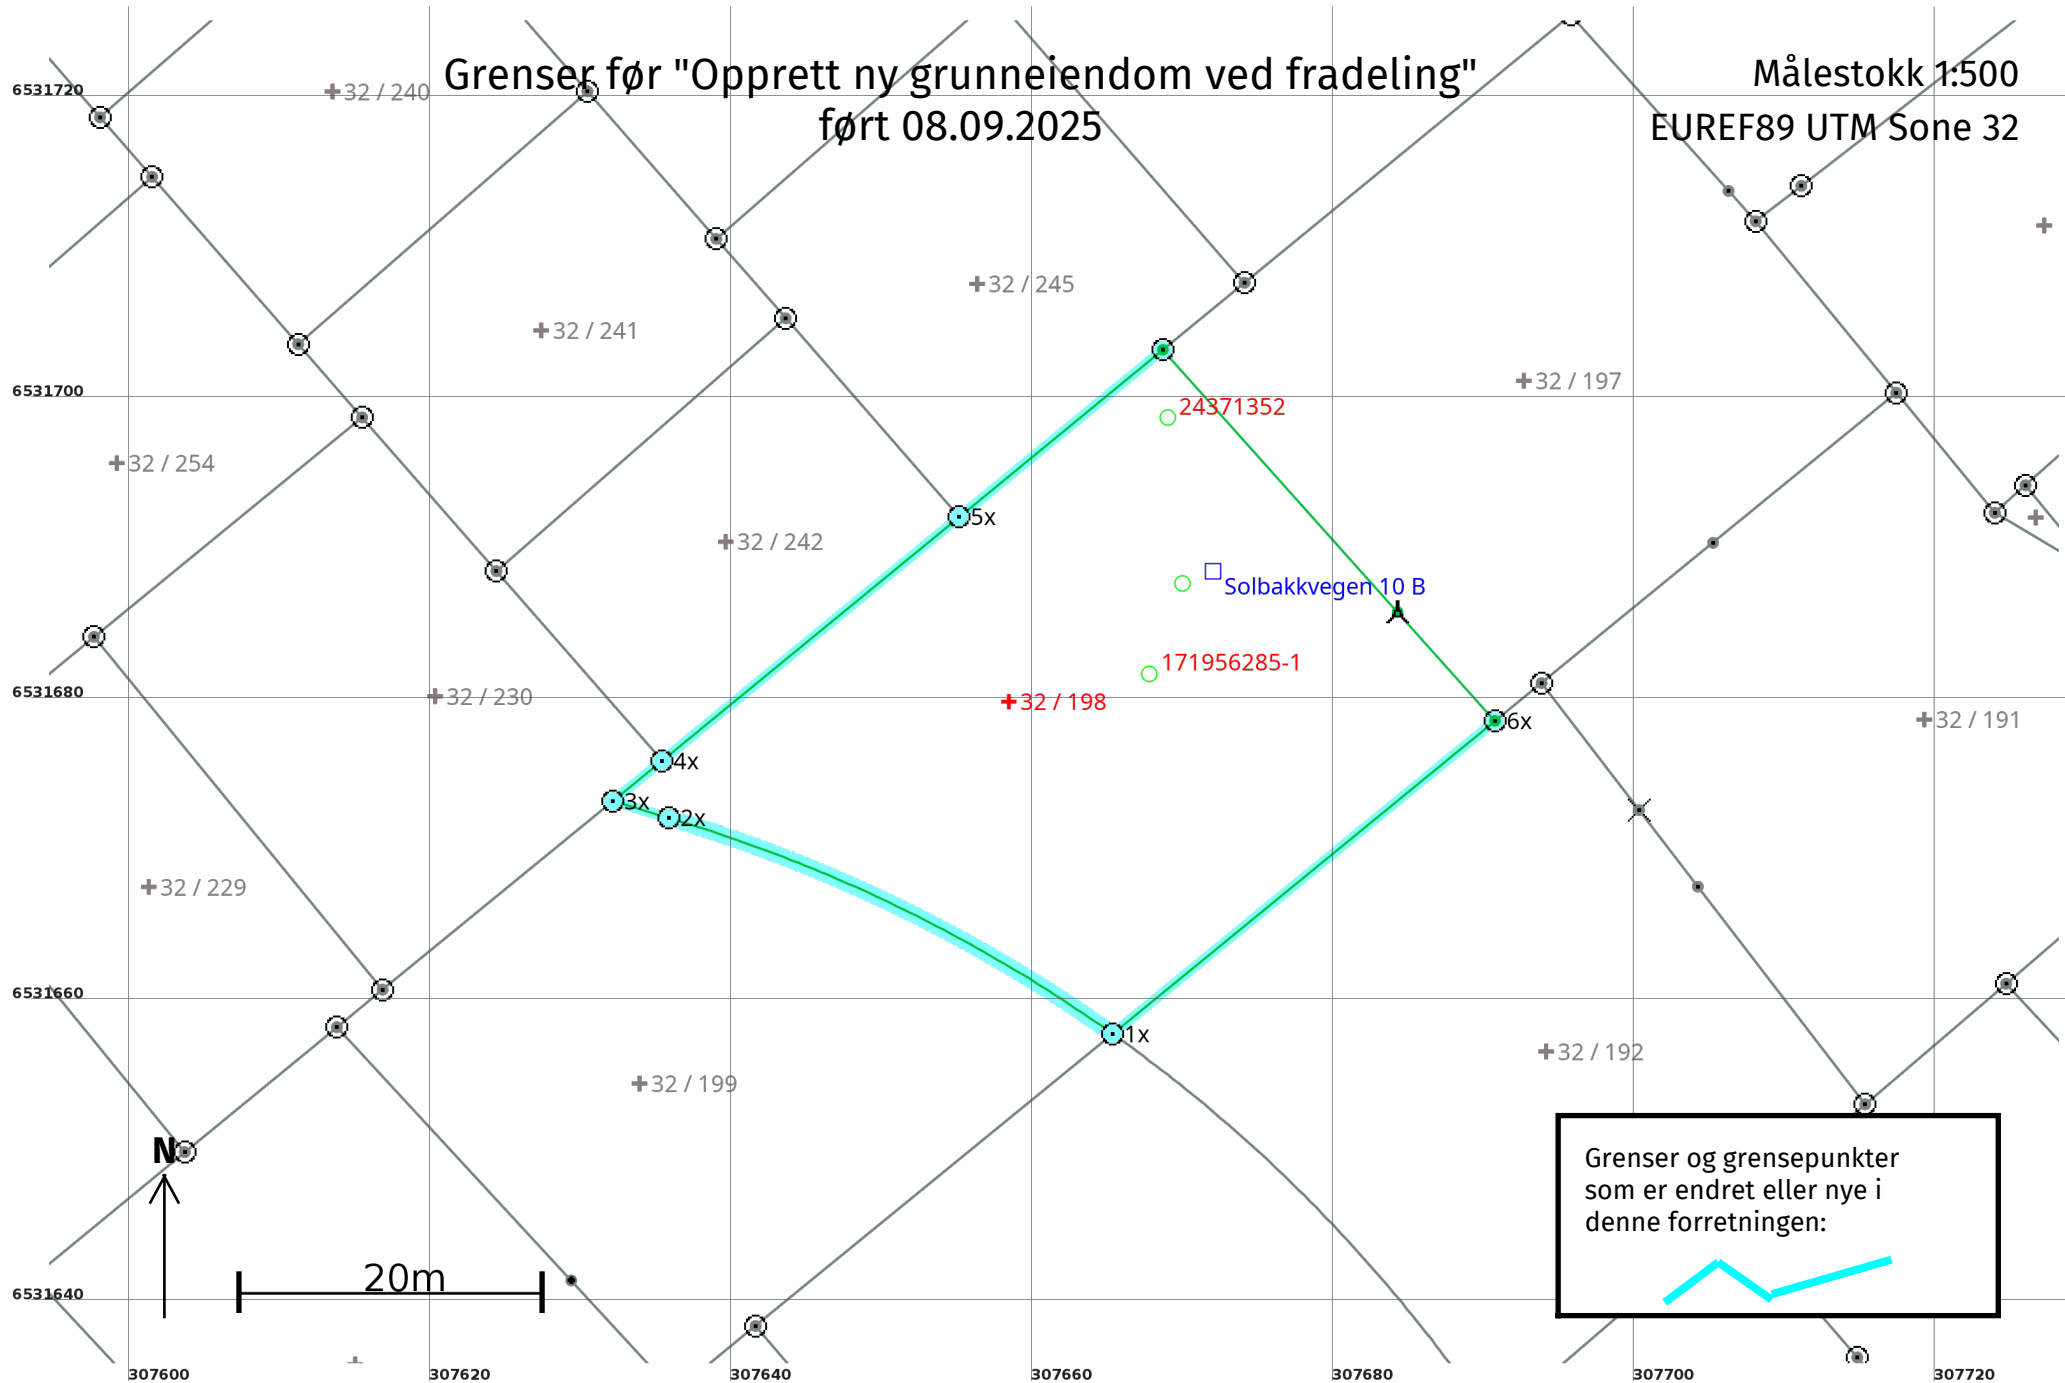 Grenser før "Opprett ny grunneiendom ved fradeling"
ført 08.09.2025
Målestokk 1:500
EUREF89 UTM Sone 32
6531720
6531700
6531680
6531660
6531640
32 / 240
32 / 245
32 / 241
32 / 197
24371352
32 / 254
5x
32 / 242
Solbakkvegen 10 B
171956285-1
32 / 230
32 / 198
6x
32 / 191
4x
3x
2x
32 / 229
1x
32 / 192
32 / 199
N
20m
Grenser og grensepunkter
som er endret eller nye i
denne forretningen:
307600
307620
307640
307660
307680
307700
307720